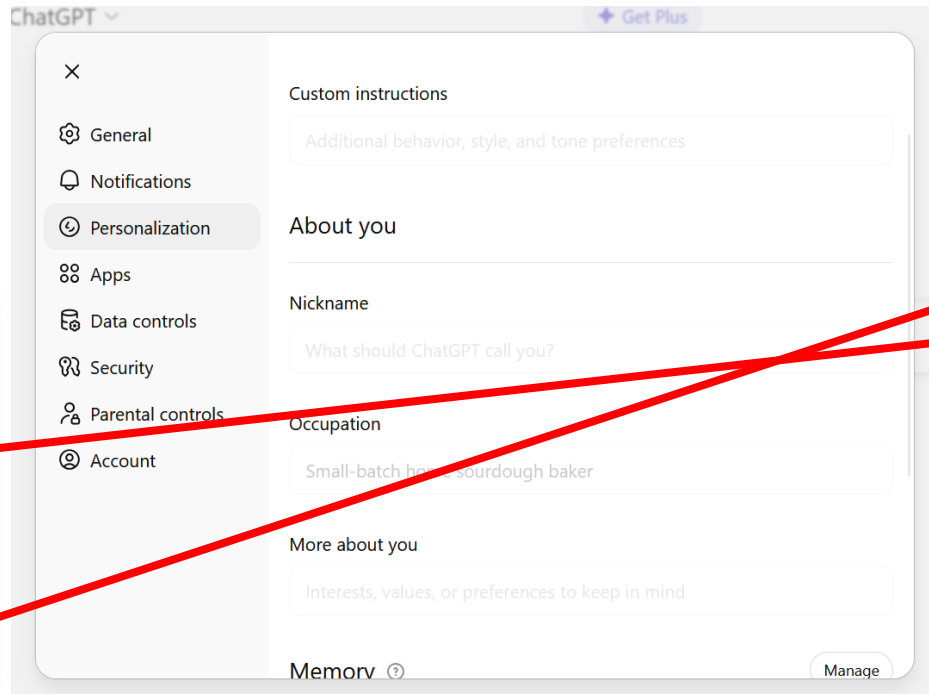 ChatGPT
Get Plus
Custom instructions
General
Additional behavior, style, and tone preferences
Notifications
Personalization
About you
Apps
Nickname
Data controls
What should ChatGPT call you?
Security
Parental controls
Occupation
Account
Small-batch home sourdough baker
More about you
Interests, values, or preferences to keep in mind
Memory
Manage